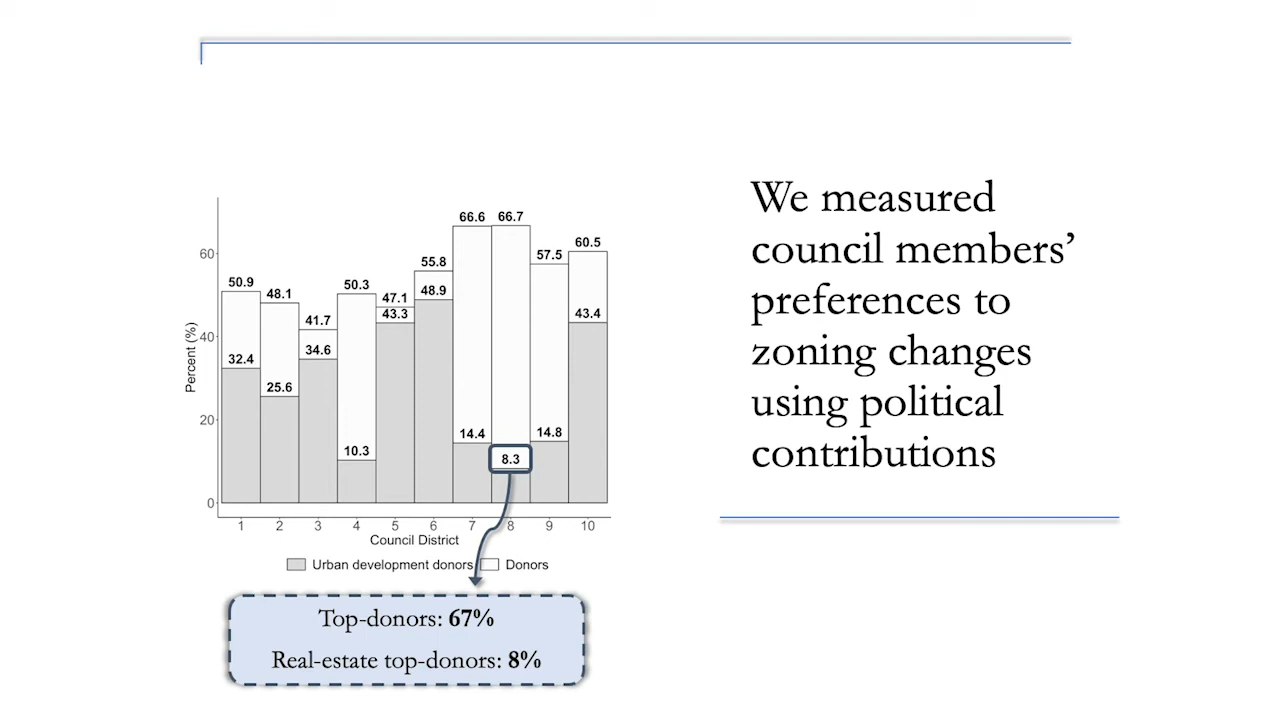 We measured
council members’
preferences to
zoning changes
using political
contributions
66.6 66.7
60.5
57.5
55.8
50.9
50.3
48.1
47.1
48.9
43.3
43.4
41.7
34.6
32.4
25.6
14.4
14.8
10.3
8.3
60
40
20
0
Percent (%)
1 2 3 4 5 6 7 8 9 10
Council District
Urban development donors Donors
Top-donors: 67%
Real-estate top-donors: 8%